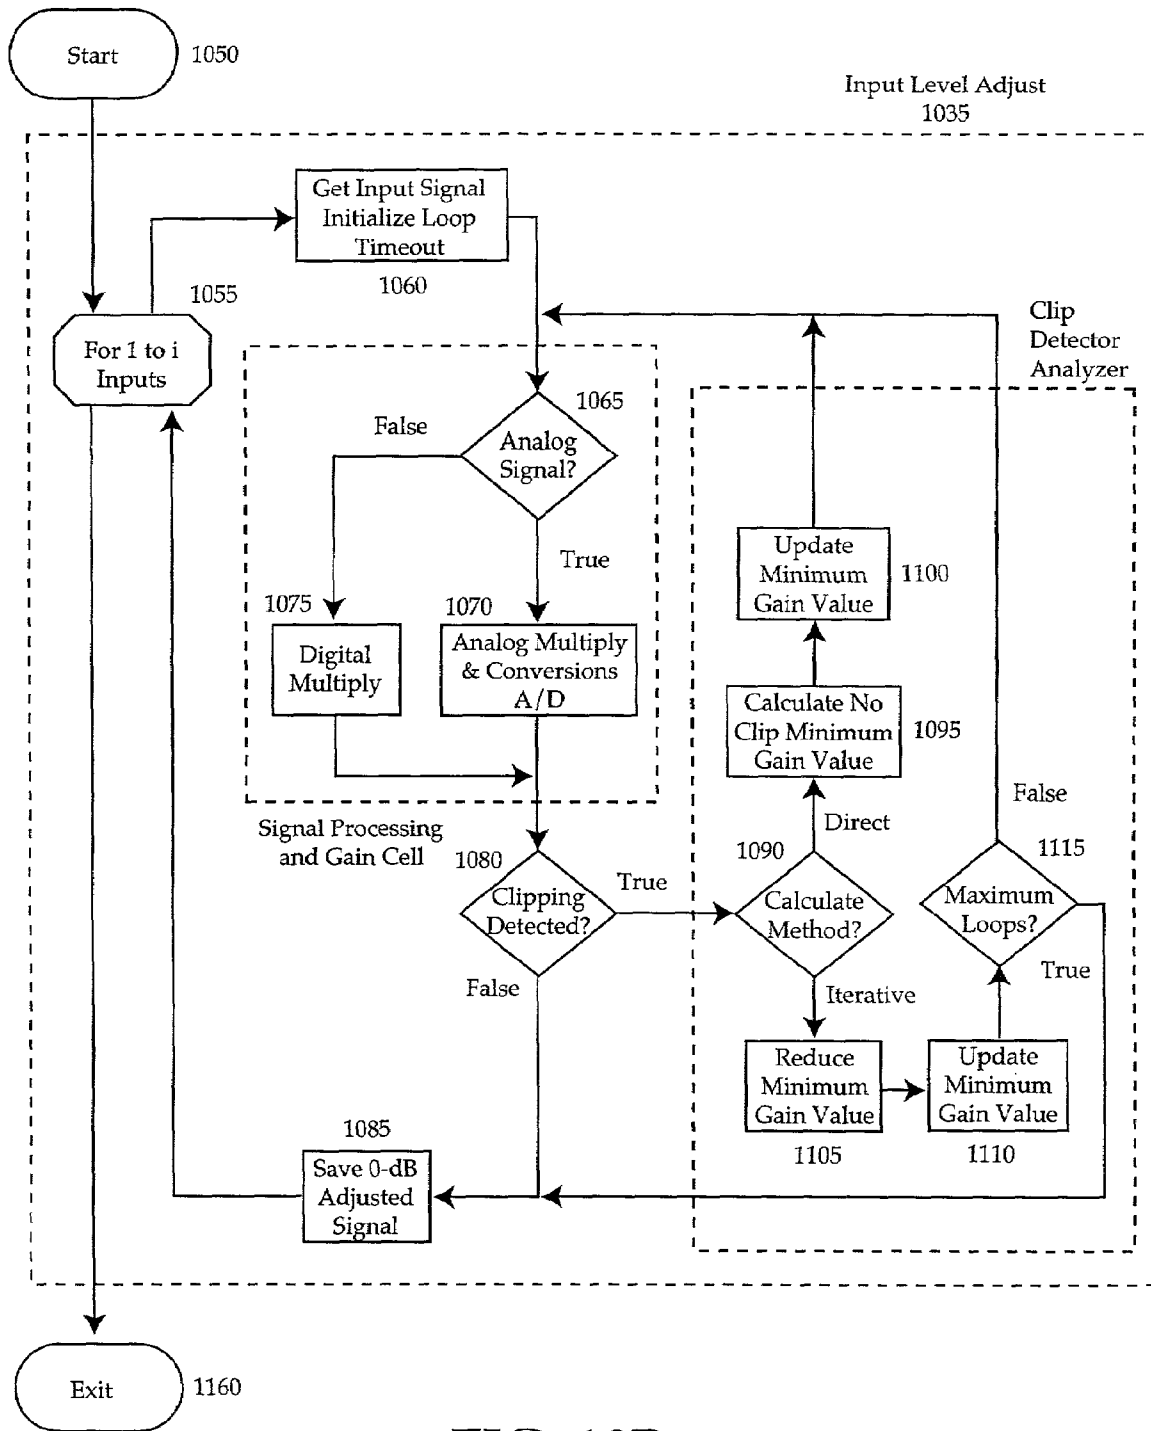 Start
1050
Input Level Adjust
1035
Get Input Signal
Initialize Loop
Timeout
1060
1055
For 1 to i
Inputs
Clip
Detector
Analyzer
1065
False
Analog
Signal?
True
1075
Digital
Multiply
1070
Analog Multiply
& Conversions
A/D
Signal Processing
and Gain Cell
1080
Clipping
Detected?
True
False
Update
Minimum
Gain Value
1100
Calculate No
Clip Minimum
Gain Value
1095
Direct
1090
Calculate
Method?
Iterative
False
1115
Maximum
Loops?
True
Reduce
Minimum
Gain Value
1105
Update
Minimum
Gain Value
1110
1085
Save 0-dB
Adjusted
Signal
Exit
1160